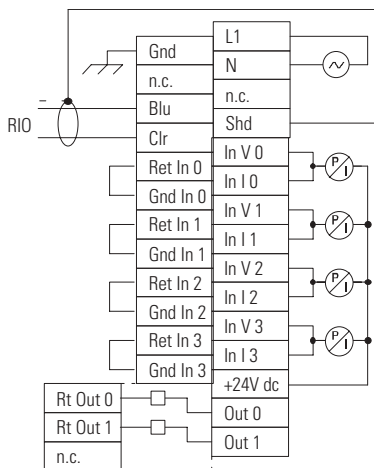 L1
Gnd
N
n.c.
n.c.
Blu
Shd
RIO
Clr
In V 0
Ret In 0
P/I
In I 0
Gnd In 0
In V 1
Ret In 1
P/I
In I 1
Gnd In 1
In V 2
Ret In 2
P/I
In I 2
Gnd In 2
In V 3
Ret In 3
P/I
In I 3
Gnd In 3
+24V dc
Rt Out 0
Out 0
Rt Out 1
Out 1
n.c.